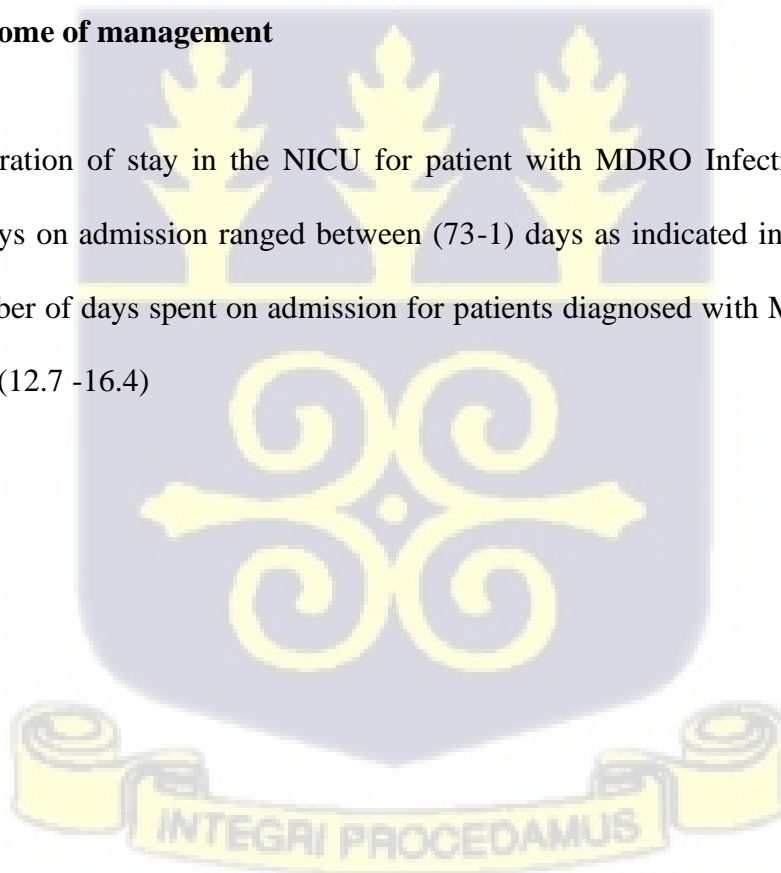 ome of management
ration of stay in the NICU for patient with MDRO Infecti
ys on admission ranged between (73-1) days as indicated in
ber of days spent on admission for patients diagnosed with M
(12.7 -16.4)
INTEGRI PROCEDAMUS